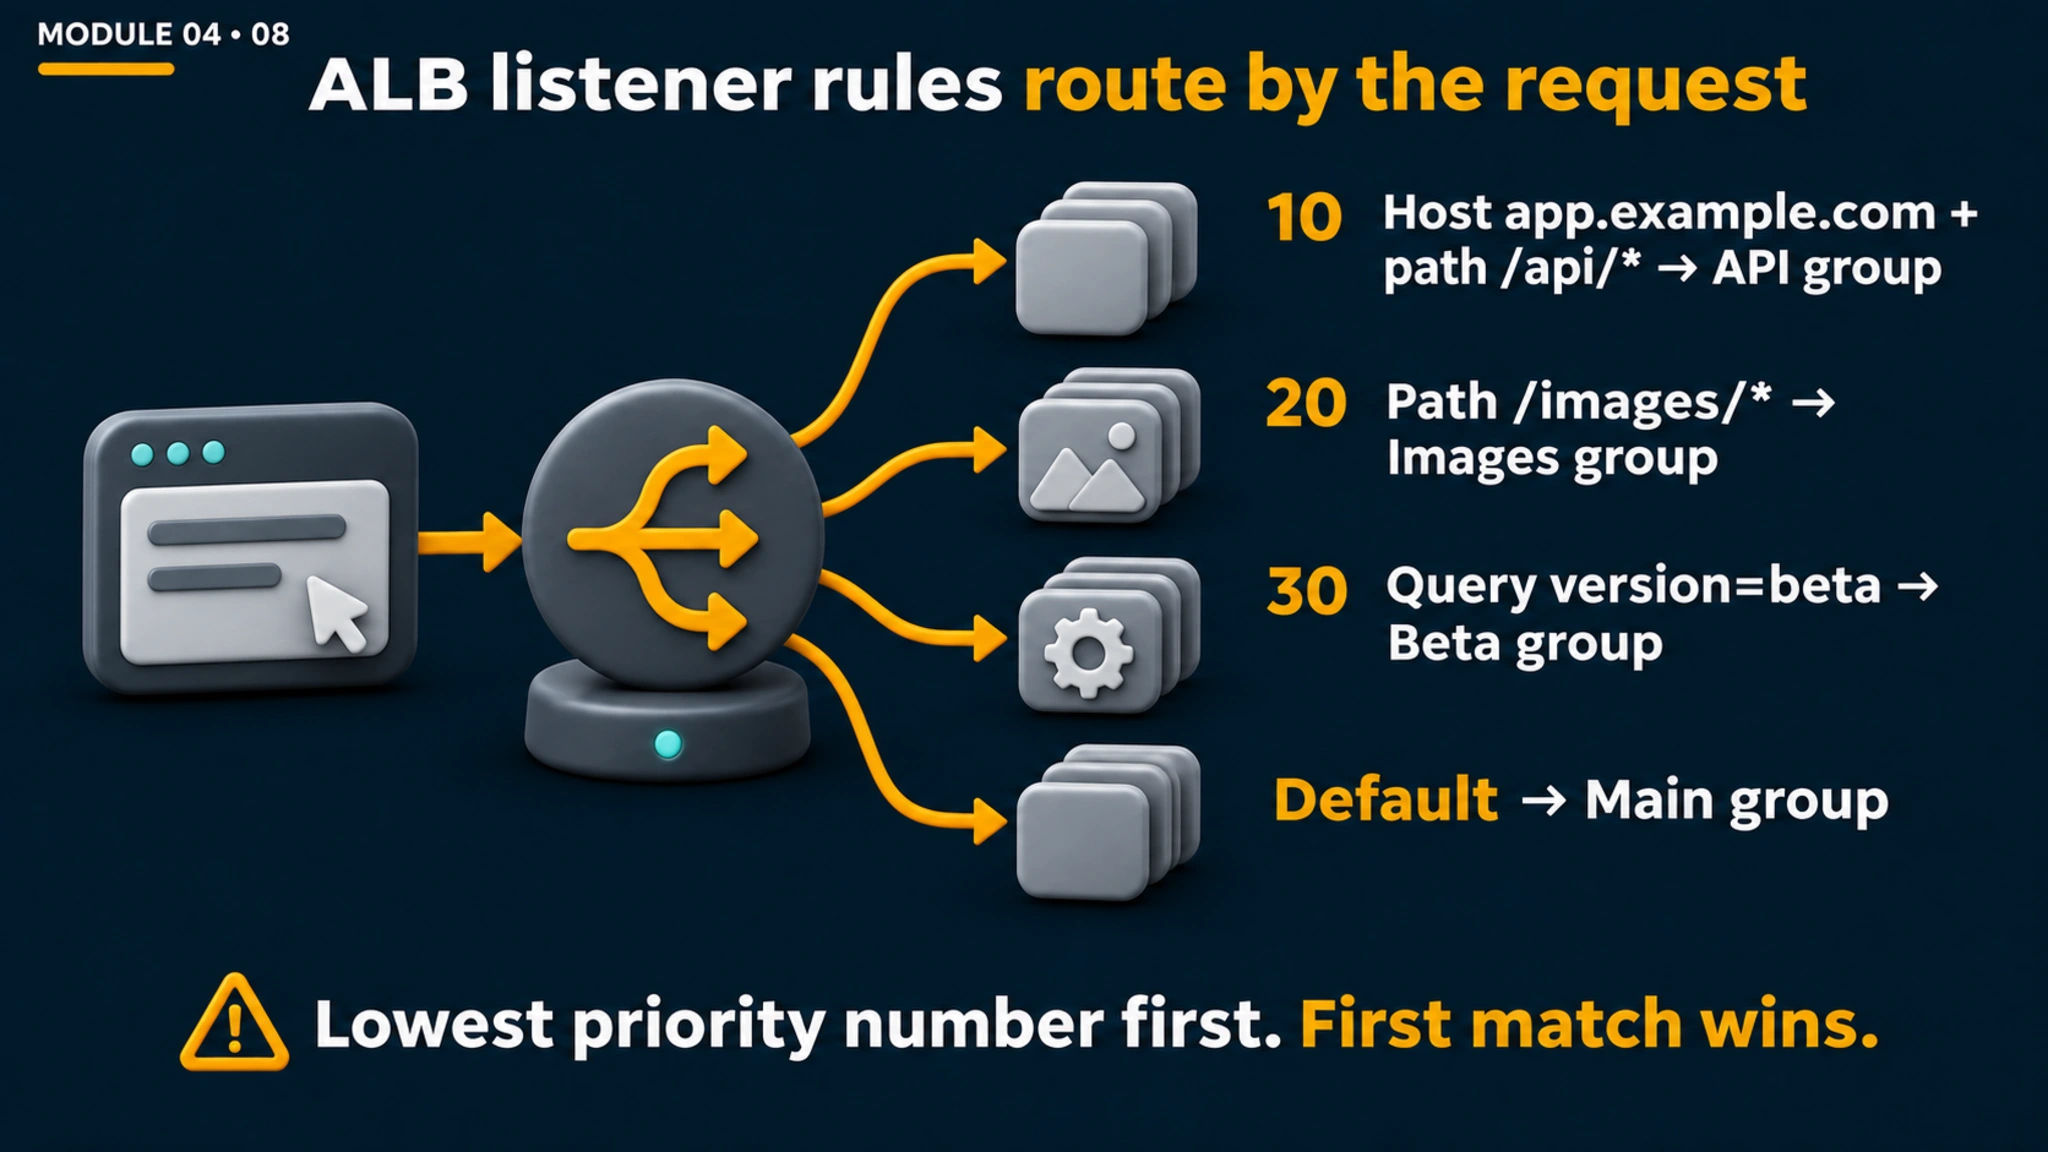 MODULE 04 • 08
ALB listener rules route by the request
10 Host app.example.com +
path /api/* → API group
20 Path /images/* →
Images group
30 Query version=beta →
Beta group
Default → Main group
Lowest priority number first. First match wins.